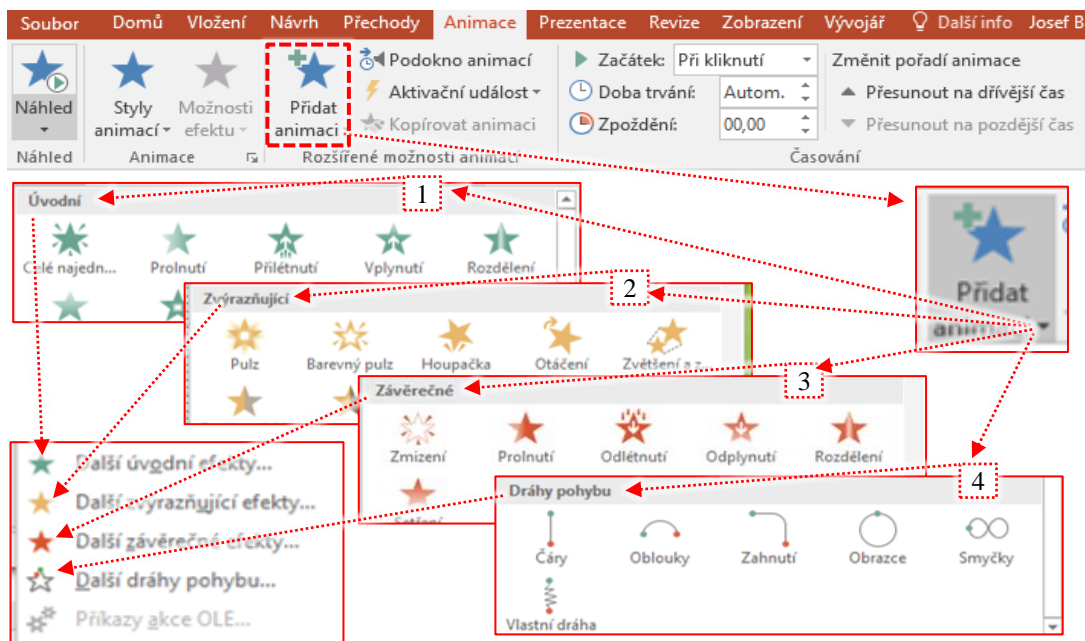 Soubor Domů Vložení Návrh Přechody Animace Prezentace Revize Zobrazení Vývojář Další info Josef B
Náhled
Styly animací
Možnosti efektu
Přidat animaci
Podokno animací
Aktivační událost
Kopírovat animaci
Začátek: Při kliknutí
Doba trvání: Autom.
Zpoždění: 00,00
Změnit pořadí animace
Přesunout na dřívější čas
Přesunout na pozdější čas
Náhled Animace Rozšířené možnosti animací Časování
Úvodní
1
Celé najedn... Prolnutí Přilétnutí Vplynutí Rozdělení
Přidat
animaci
Zvýrazňující
2
Pulz Barevný pulz Houpačka Otáčení Zvětšení a z...
Závěrečné
3
Zmizení Prolnutí Odlétnutí Odplynutí Rozdělení
Setření
Dráhy pohybu
4
Čáry Oblouky Zahnutí Obrazce Smyčky
Vlastní dráha
Další úvodní efekty...
Další zvýrazňující efekty...
Další závěrečné efekty...
Další dráhy pohybu...
Příkazy akce OLE...